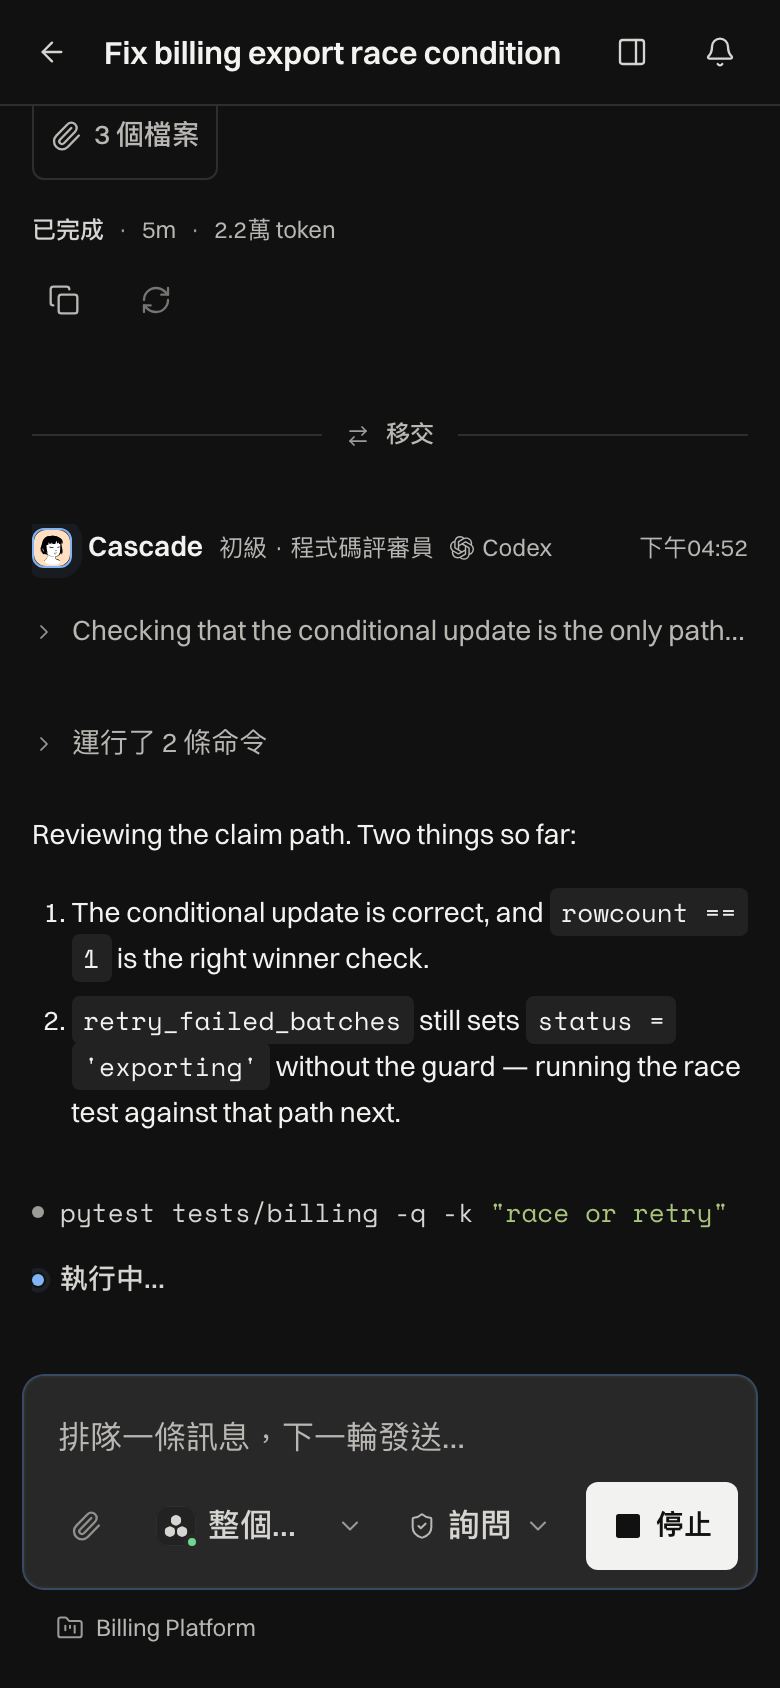 Fix billing export race condition
3 個檔案
已完成 · 5m · 2.2萬 token
移交
Cascade 初級 · 程式碼評審員 Codex 下午04:52
Checking that the conditional update is the only path...
運行了 2 條命令
Reviewing the claim path. Two things so far:
1. The conditional update is correct, and rowcount ==
1 is the right winner check.
2. retry_failed_batches still sets status =
'exporting' without the guard — running the race
test against that path next.
pytest tests/billing -q -k "race or retry"
執行中...
排隊一條訊息，下一輪發送...
整個... 詢問 停止
Billing Platform